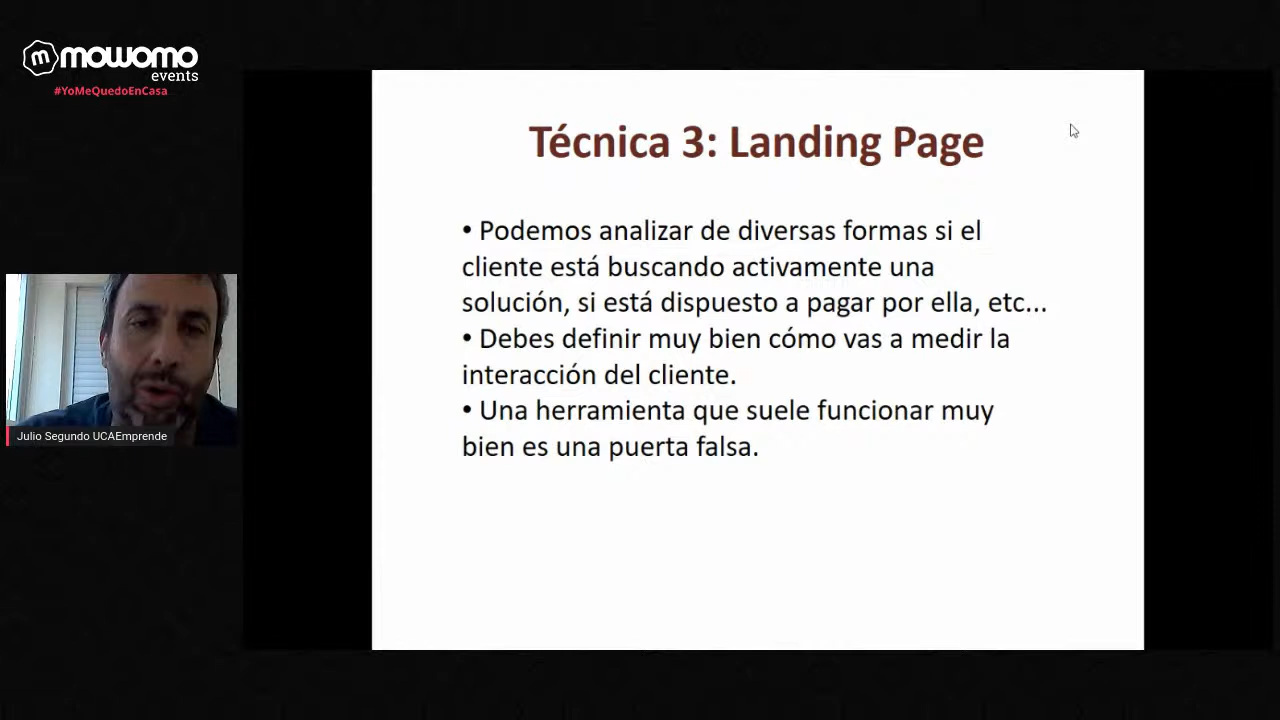 mowomo
events
#YoMeQuedoEnCasa
Técnica 3: Landing Page
• Podemos analizar de diversas formas si el
cliente está buscando activamente una
solución, si está dispuesto a pagar por ella, etc...
• Debes definir muy bien cómo vas a medir la
interacción del cliente.
• Una herramienta que suele funcionar muy
bien es una puerta falsa.
Julio Segundo UCAEmprende